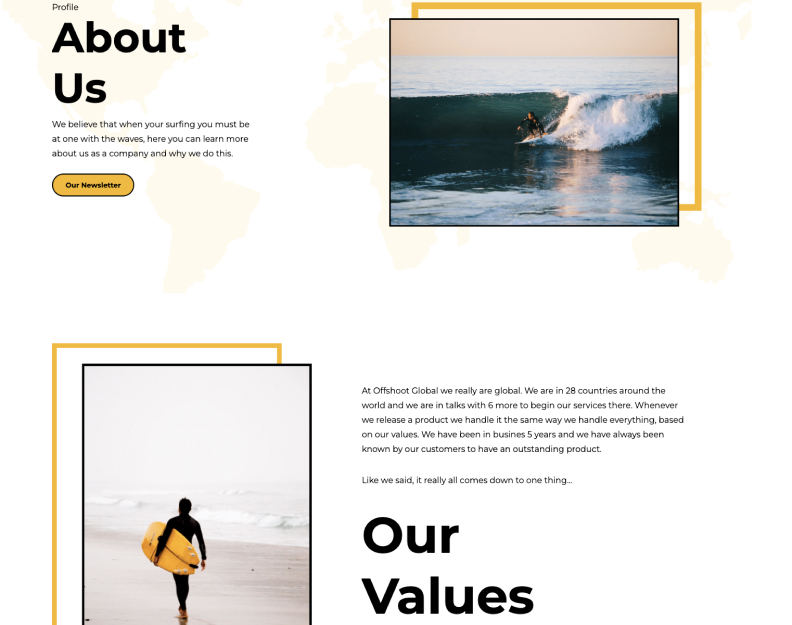 Profile
About
Us
We believe that when your surfing you must be
at one with the waves, here you can learn more
about us as a company and why we do this.
Our Newsletter
At Offshoot Global we really are global. We are in 28 countries around the
world and we are in talks with 6 more to begin our services there. Whenever
we release a product we handle it the same way we handle everything, based
on our values. We have been in busines 5 years and we have always been
known by our customers to have an outstanding product.
Like we said, it really all comes down to one thing...
Our
Values